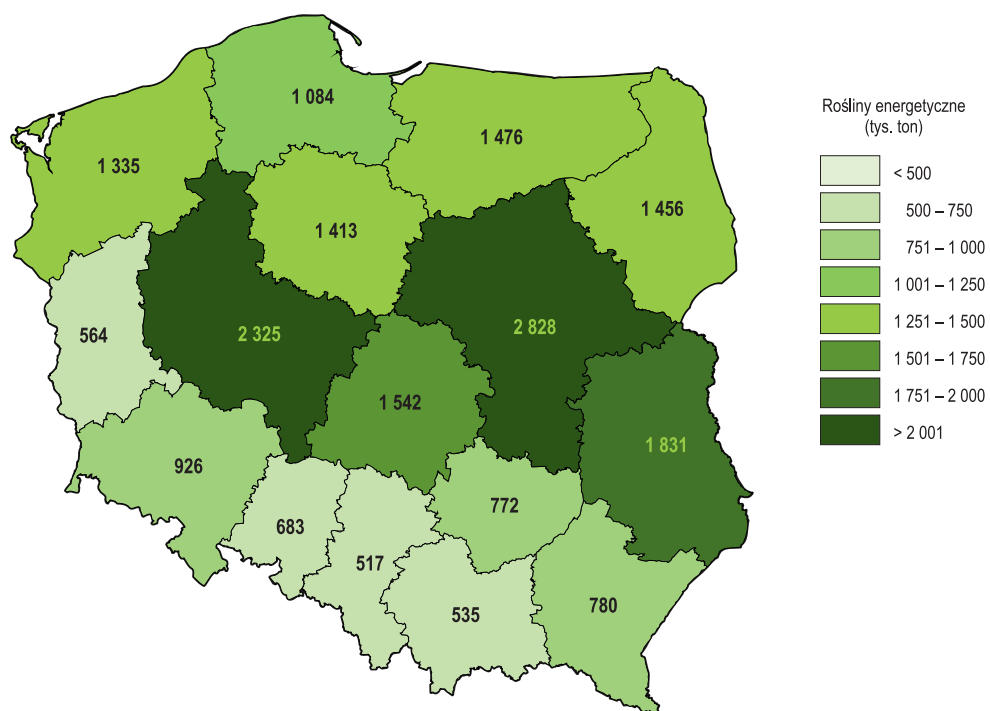 1 084
1 476
1 335
1 456
1 413
564
2 325
2 828
1 542
1 831
926
772
683
517
535
780
Rośliny energetyczne
(tys. ton)
< 500
500 – 750
751 – 1 000
1 001 – 1 250
1 251 – 1 500
1 501 – 1 750
1 751 – 2 000
> 2 001